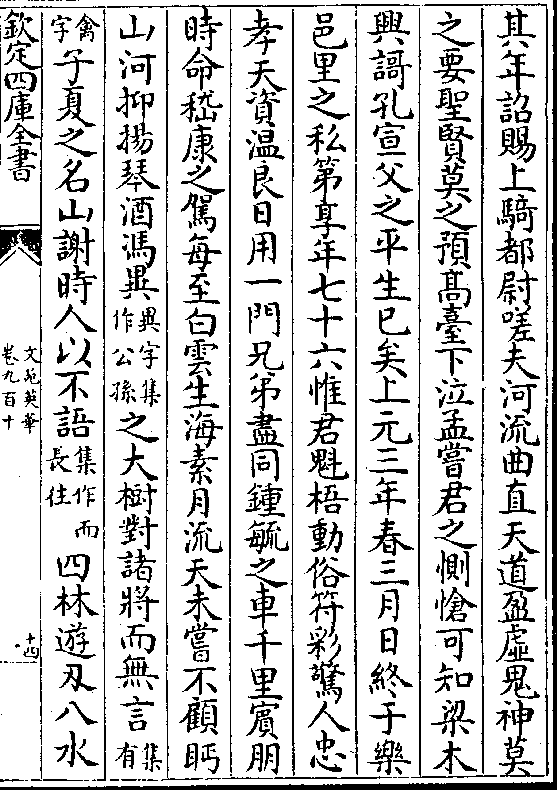 其年詔賜上騎都尉嗟夫河流曲直天道盈虛鬼神莫
之要聖賢莫之預髙臺下泣孟嘗君之惻愴可知梁木
興謌孔宣父之平生已矣上元三年春三月日終于樂
邑里之私第享年七十六惟君魁梧動俗符彩驚人忠
孝天資温良日用一門兄弟盡同鍾毓之車千里賓朋
時命嵇康之駕每至白雲生海素月流天未嘗不顧眄
山河抑揚琴酒馮異異字集作公孫之大樹對諸將而無言集有
禽字子夏之名山謝時人以不語集作而長往四林遊刃八水
欽定四庫全書
文苑英華
卷九百十
十四